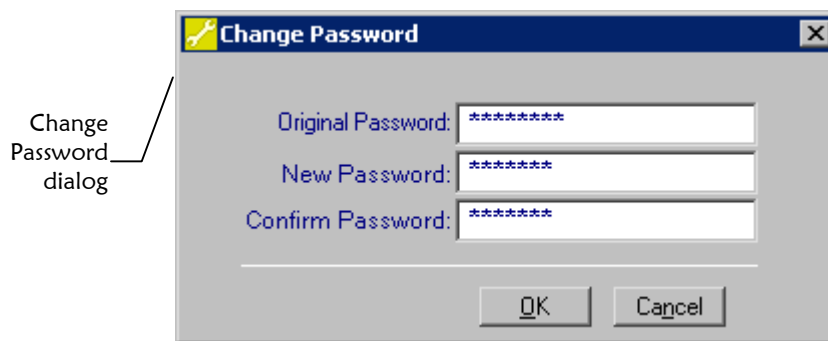 Change Password
Change
Password
dialog
Original Password: ********
New Password: *******
Confirm Password: *******
OK
Cancel